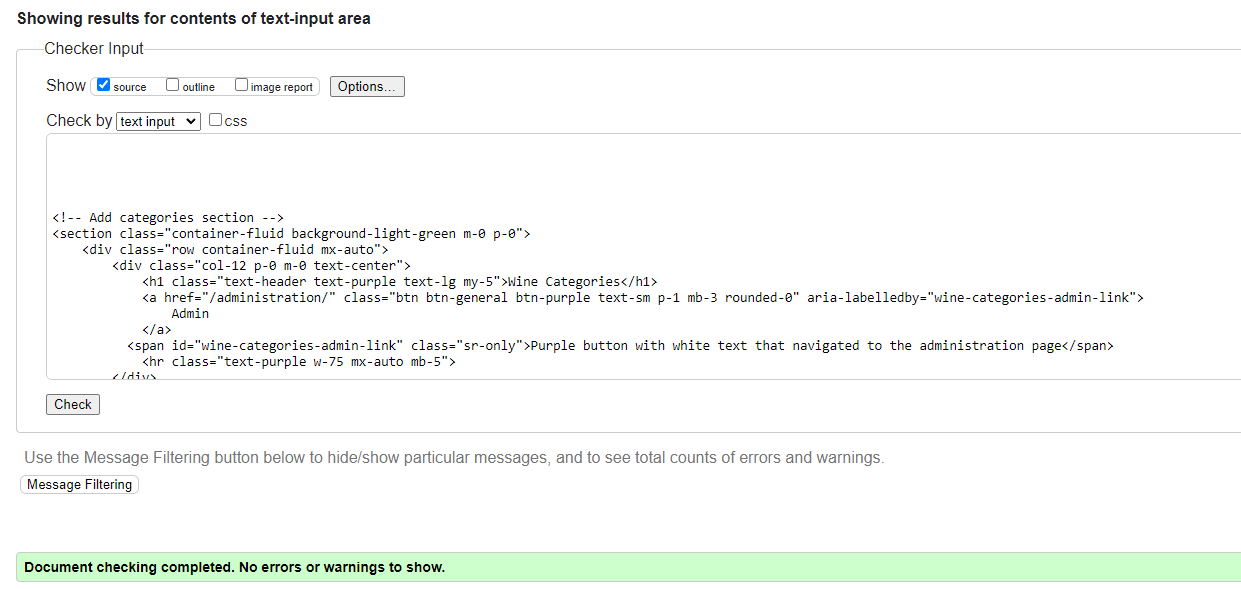 Showing results for contents of text-input area
Checker Input
Show source outline image report Options...
Check by text input css
<!-- Add categories section -->
<section class="container-fluid background-light-green m-0 p-0">
<div class="row container-fluid mx-auto">
<div class="col-12 p-0 m-0 text-center">
<h1 class="text-header text-purple text-lg my-5">Wine Categories</h1>
<a href="/administration/" class="btn btn-general btn-purple text-sm p-1 mb-3 rounded-0" aria-labelledby="wine-categories-admin-link">
Admin
</a>
<span id="wine-categories-admin-link" class="sr-only">Purple button with white text that navigated to the administration page</span>
<hr class="text-purple w-75 mx-auto mb-5">
</div>
Check
Use the Message Filtering button below to hide/show particular messages, and to see total counts of errors and warnings.
Message Filtering
Document checking completed. No errors or warnings to show.